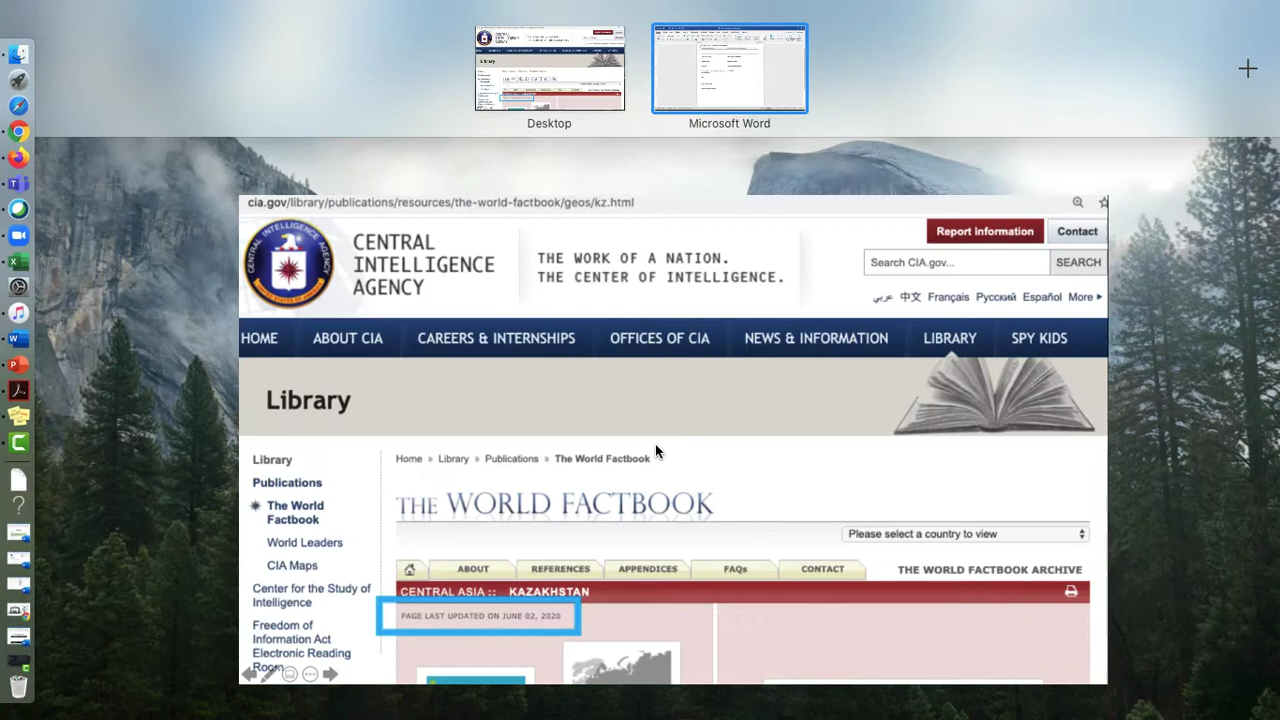 Desktop
Microsoft Word
cia.gov/library/publications/resources/the-world-factbook/geos/kz.html
Report Information
Contact
CENTRAL
INTELLIGENCE
AGENCY
THE WORK OF A NATION.
THE CENTER OF INTELLIGENCE.
Search CIA.gov...
SEARCH
عربي 中文 Français Русский Español More
HOME ABOUT CIA CAREERS & INTERNSHIPS OFFICES OF CIA NEWS & INFORMATION LIBRARY SPY KIDS
Library
Library
Publications
The World
Factbook
World Leaders
CIA Maps
Center for the Study of
Intelligence
Freedom of
Information Act
Electronic Reading
Room
Home » Library » Publications » The World Factbook
THE WORLD FACTBOOK
Please select a country to view
ABOUT REFERENCES APPENDICES FAQs CONTACT THE WORLD FACTBOOK ARCHIVE
CENTRAL ASIA :: KAZAKHSTAN
PAGE LAST UPDATED ON JUNE 02, 2020